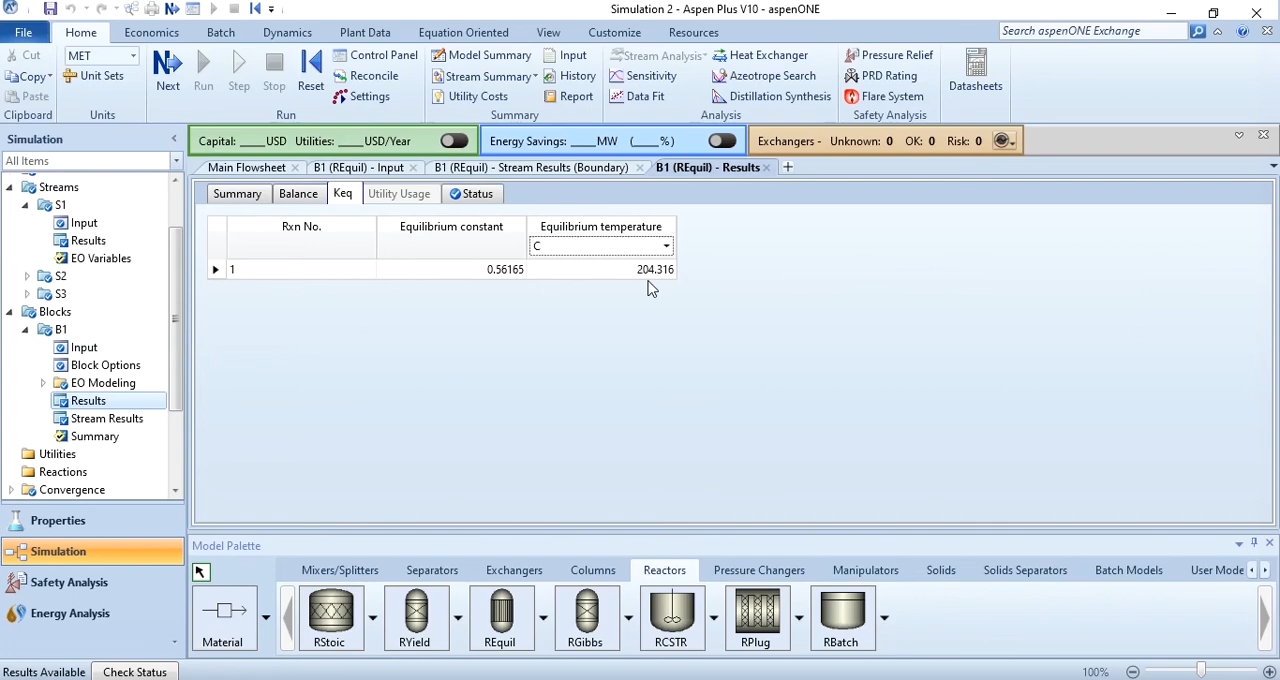 Simulation 2 - Aspen Plus V10 - aspenONE
File Home Economics Batch Dynamics Plant Data Equation Oriented View Customize Resources Search aspenONE Exchange
Cut MET Control Panel Model Summary Input Stream Analysis Heat Exchanger Pressure Relief
Copy Unit Sets Next Run Step Stop Reset Reconcile Stream Summary History Sensitivity Azeotrope Search PRD Rating Datasheets
Paste Settings Utility Costs Report Data Fit Distillation Synthesis Flare System
Clipboard Units Run Summary Analysis Safety Analysis
Simulation
Capital: ____USD Utilities: ____USD/Year Energy Savings: ____MW (____%) Exchangers - Unknown: 0 OK: 0 Risk: 0
All Items
Main Flowsheet B1 (REquil) - Input B1 (REquil) - Stream Results (Boundary) B1 (REquil) - Results +
Streams
S1
Input
Results
EO Variables
S2
S3
Blocks
B1
Input
Block Options
EO Modeling
Results
Stream Results
Summary
Utilities
Reactions
Convergence
Properties
Simulation
Safety Analysis
Energy Analysis
Summary Balance Keq Utility Usage Status
Rxn No. Equilibrium constant Equilibrium temperature
C
1 0.56165 204.316
Model Palette
Mixers/Splitters Separators Exchangers Columns Reactors Pressure Changers Manipulators Solids Solids Separators Batch Models User Mode
Material RStoic RYield REquil RGibbs RCSTR RPlug RBatch
Results Available Check Status 100%